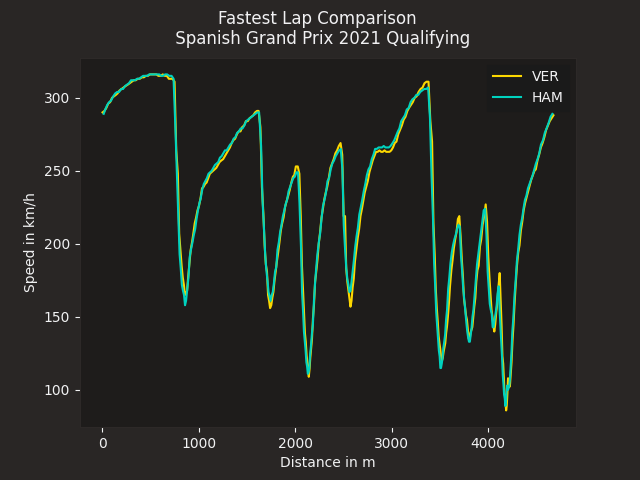 Fastest Lap Comparison
Spanish Grand Prix 2021 Qualifying
VER
HAM
Speed in km/h
300
250
200
150
100
0
1000
2000
3000
4000
Distance in m